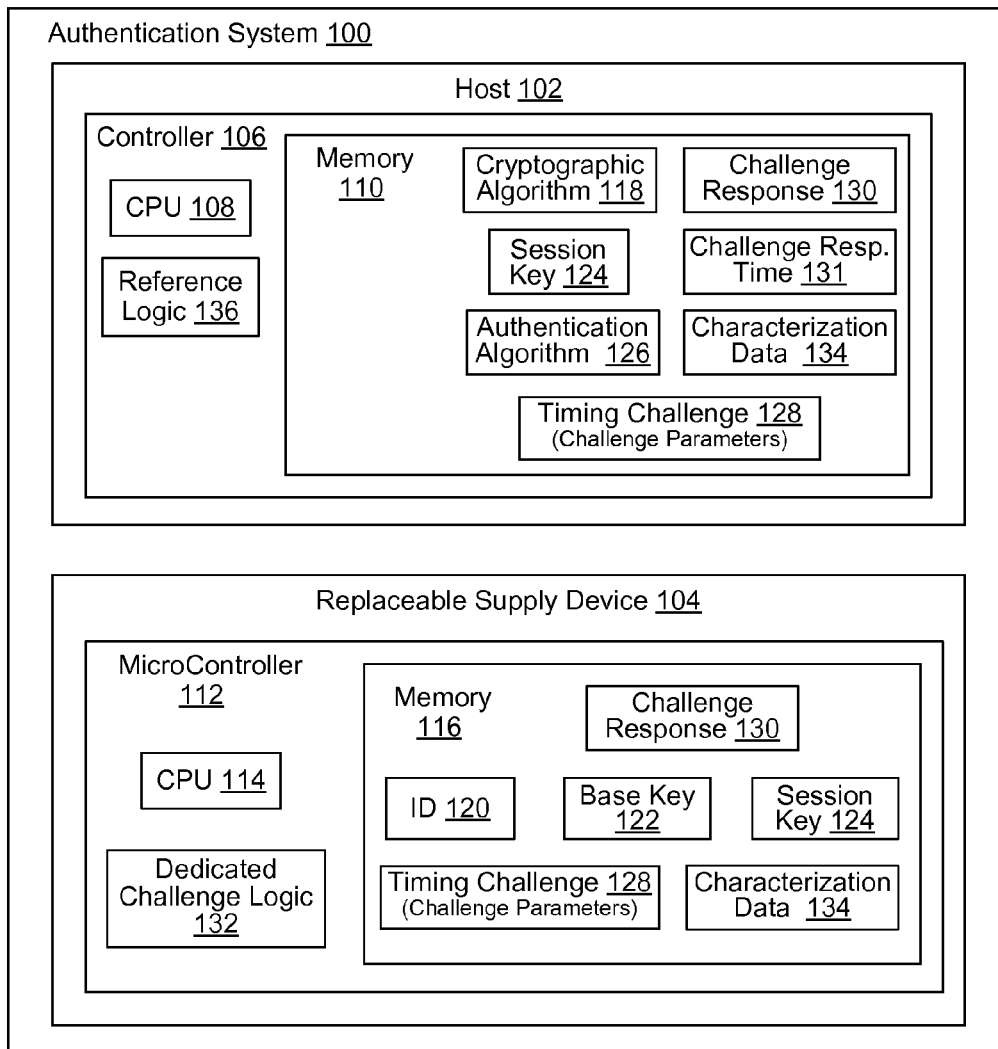 Authentication System 100
Host 102
Controller 106
CPU 108
Reference
Logic 136
Memory
110
Cryptographic
Algorithm 118
Challenge
Response 130
Session
Key 124
Challenge Resp.
Time 131
Authentication
Algorithm 126
Characterization
Data 134
Timing Challenge 128
(Challenge Parameters)
Replaceable Supply Device 104
MicroController
112
CPU 114
Dedicated
Challenge Logic
132
Memory
116
Challenge
Response 130
ID 120
Base Key
122
Session
Key 124
Timing Challenge 128
(Challenge Parameters)
Characterization
Data 134